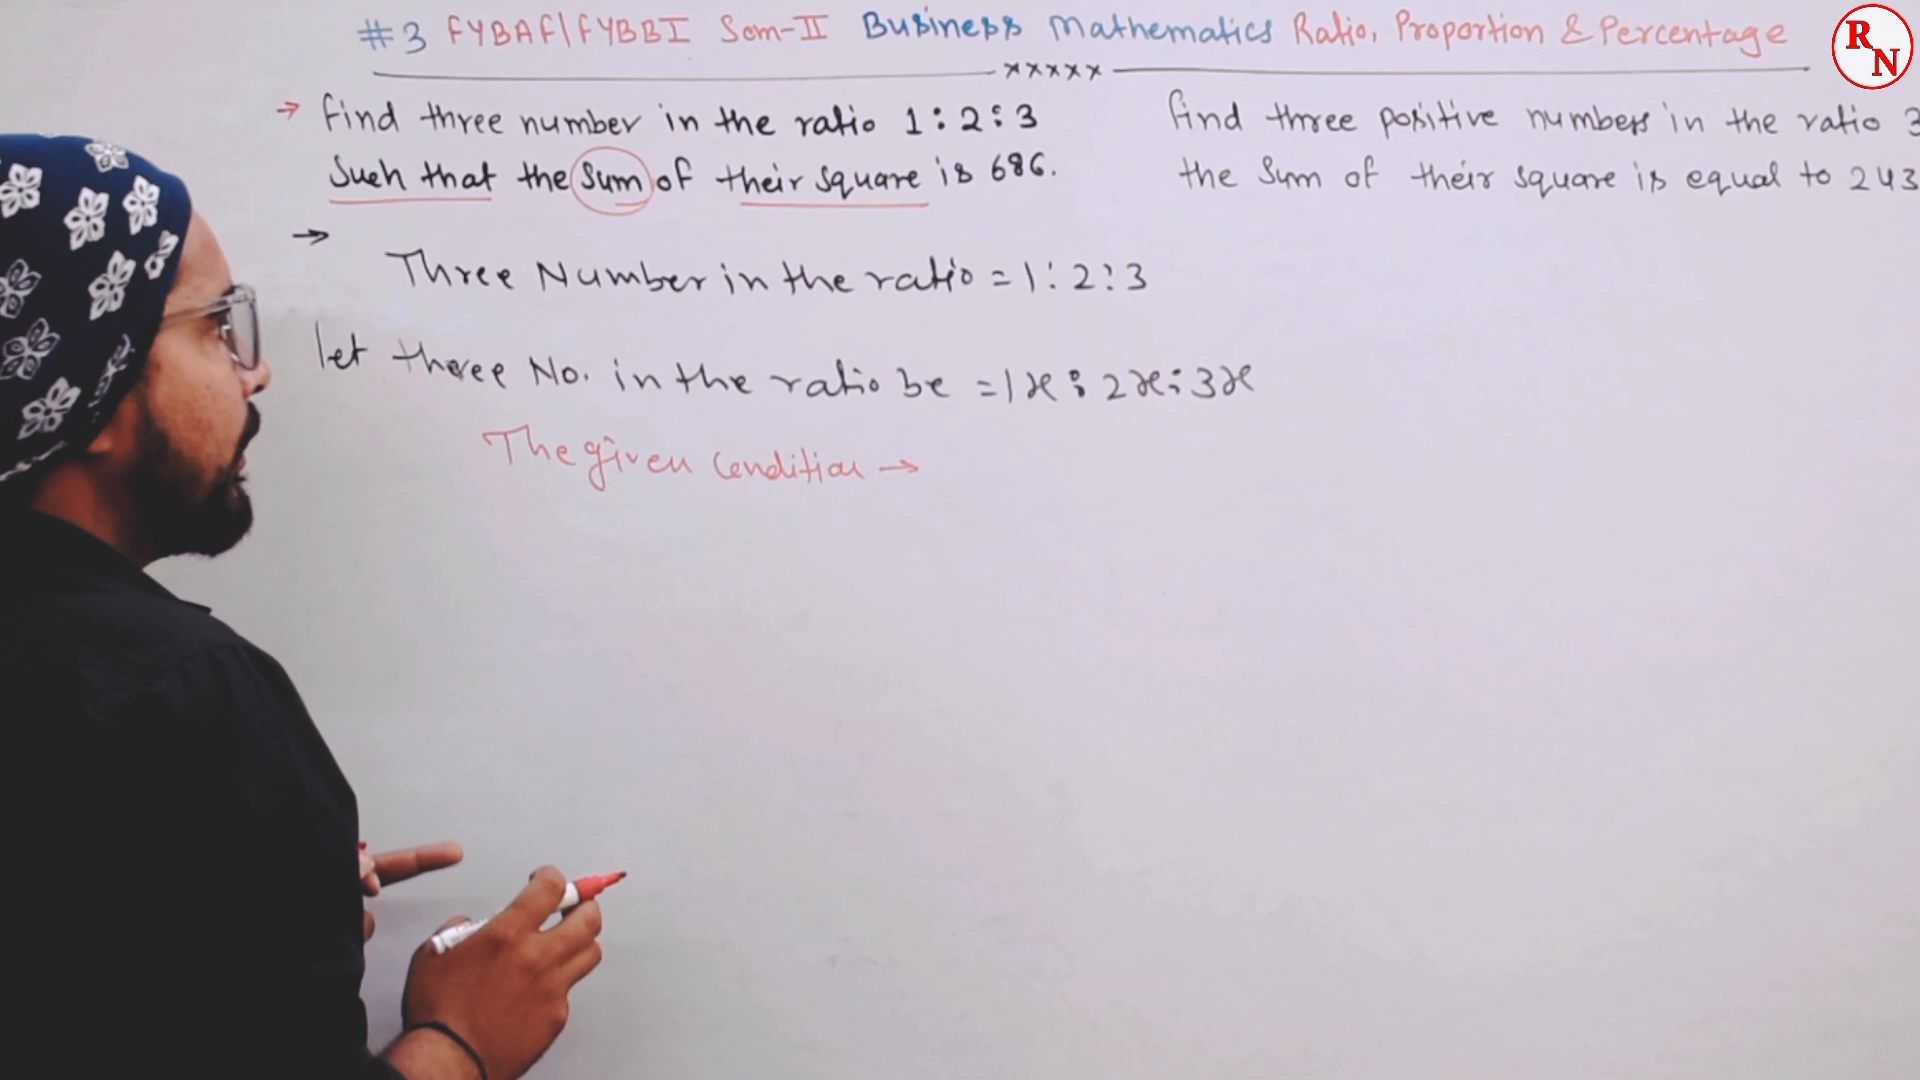 #3 FYBAF\FYBBI Sem-II Business Mathematics Ratio, Proportion & Percentage
xxxxx
R
N
→ find three number in the ratio 1:2:3
Such that the Sum of their square is 686.
find three positive numbers in the ratio 3
the Sum of their square is equal to 243
→
Three Number in the ratio = 1:2:3
let three No. in the ratio be = 1x : 2x : 3x
The given Condition →